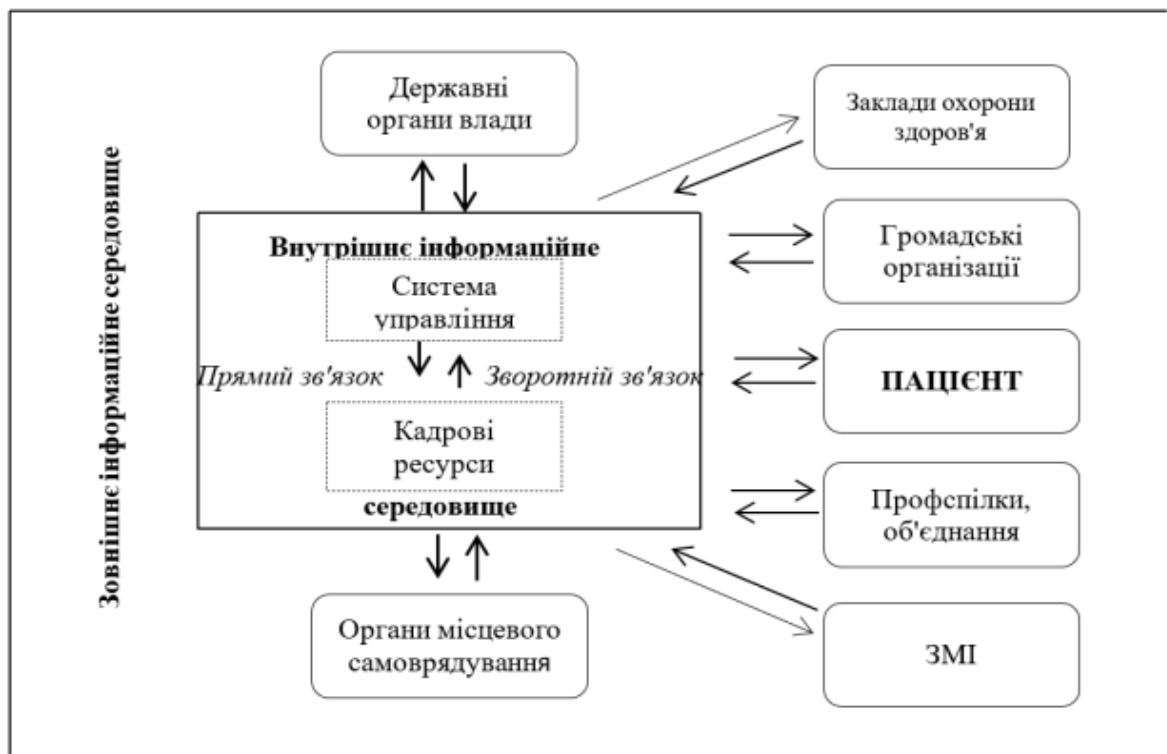 Зовнішнє інформаційне середовище
Державні
органи влади
Заклади охорони
здоров'я
Внутрішнє інформаційне
Система
управління
Прямий зв'язок
Зворотній зв'язок
Кадрові
ресурси
середовище
Громадські
організації
ПАЦІЄНТ
Профспілки,
об'єднання
Органи місцевого
самоврядування
ЗМІ